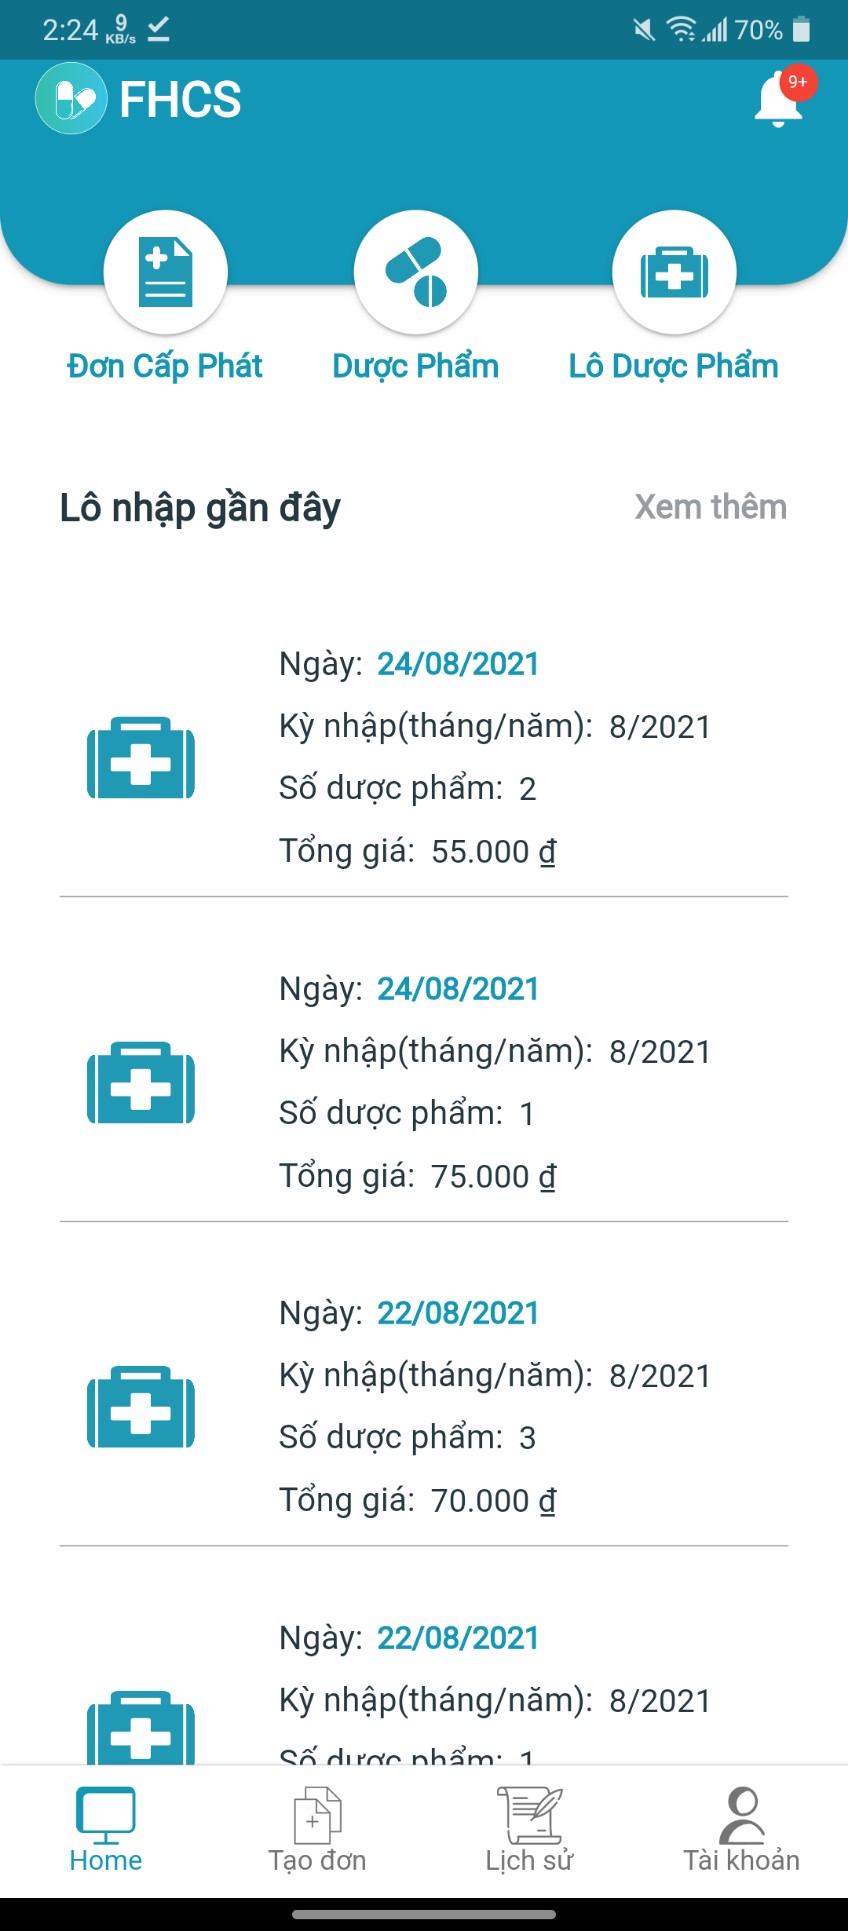 2:24 9 KB/s 70%
FHCS 9+
Đơn Cấp Phát Dược Phẩm Lô Dược Phẩm
Lô nhập gần đây Xem thêm
Ngày: 24/08/2021
Kỳ nhập(tháng/năm): 8/2021
Số dược phẩm: 2
Tổng giá: 55.000 ₫
Ngày: 24/08/2021
Kỳ nhập(tháng/năm): 8/2021
Số dược phẩm: 1
Tổng giá: 75.000 ₫
Ngày: 22/08/2021
Kỳ nhập(tháng/năm): 8/2021
Số dược phẩm: 3
Tổng giá: 70.000 ₫
Ngày: 22/08/2021
Kỳ nhập(tháng/năm): 8/2021
Số dược phẩm: 1
Home Tạo đơn Lịch sử Tài khoản